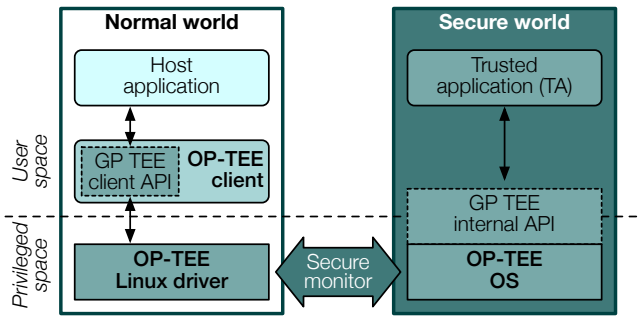 Normal world
Secure world
Host
application
Trusted
application (TA)
User
space
GP TEE
client API
OP-TEE
client
GP TEE
internal API
Privileged
space
OP-TEE
Linux driver
Secure
monitor
OP-TEE
OS